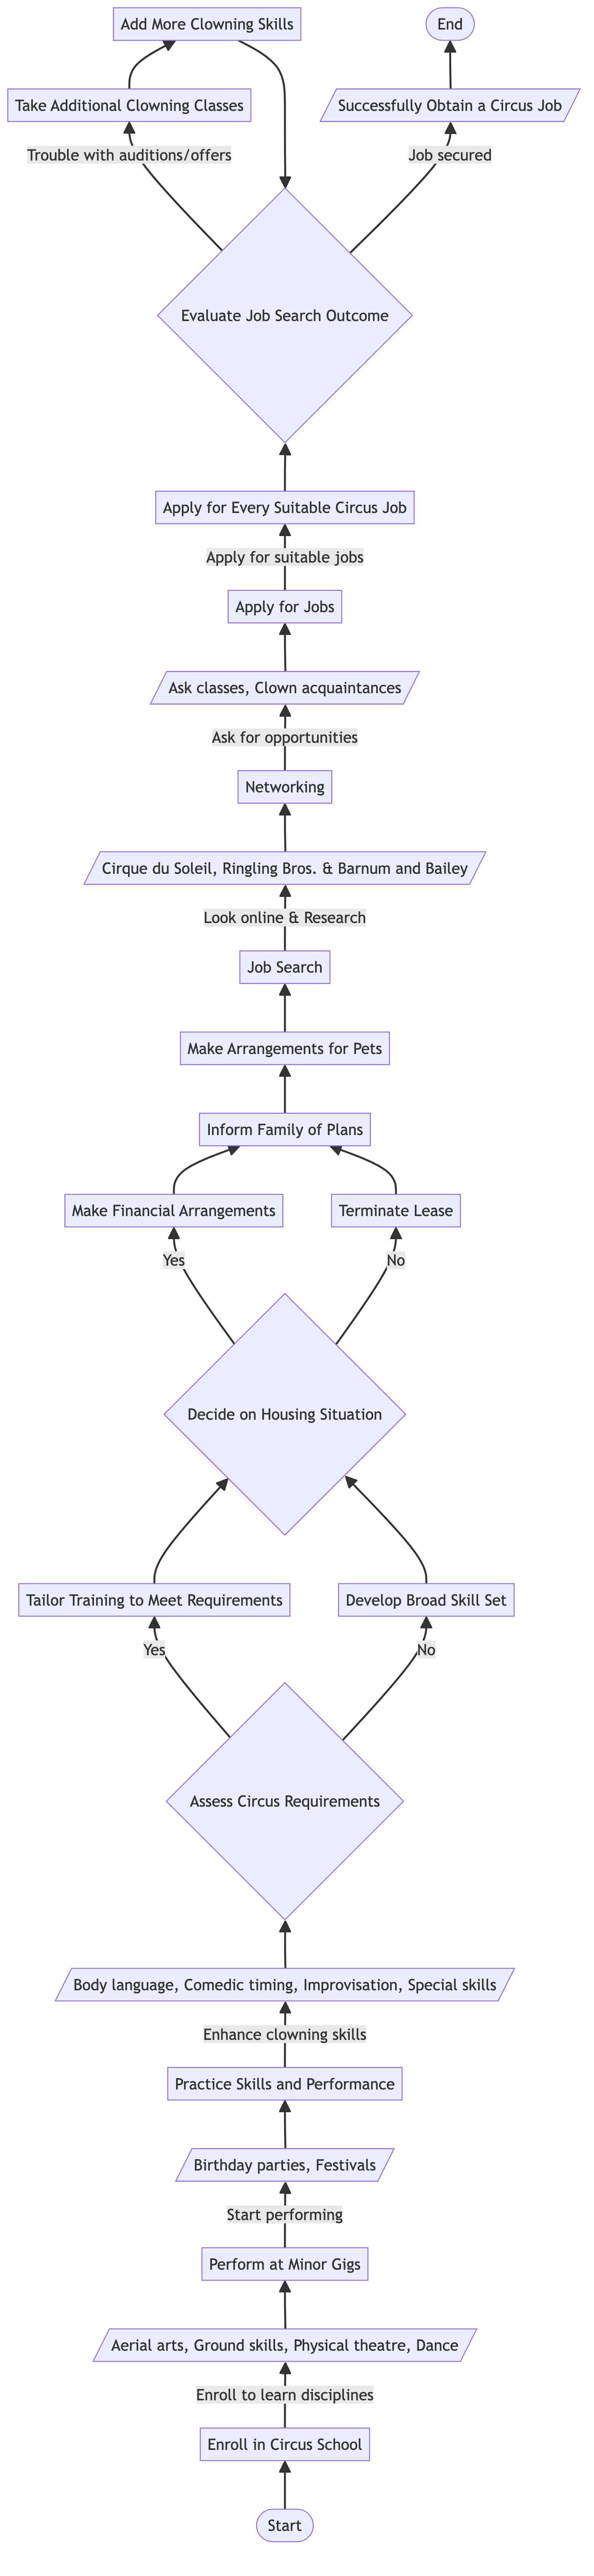 Add More Clowning Skills
End
Take Additional Clowning Classes
Successfully Obtain a Circus Job
Trouble with auditions/offers
Job secured
Evaluate Job Search Outcome
Apply for Every Suitable Circus Job
Apply for suitable jobs
Apply for Jobs
Ask classes, Clown acquaintances
Ask for opportunities
Networking
Cirque du Soleil, Ringling Bros. & Barnum and Bailey
Look online & Research
Job Search
Make Arrangements for Pets
Inform Family of Plans
Make Financial Arrangements
Terminate Lease
Yes
No
Decide on Housing Situation
Tailor Training to Meet Requirements
Develop Broad Skill Set
Yes
No
Assess Circus Requirements
Body language, Comedic timing, Improvisation, Special skills
Enhance clowning skills
Practice Skills and Performance
Birthday parties, Festivals
Start performing
Perform at Minor Gigs
Aerial arts, Ground skills, Physical theatre, Dance
Enroll to learn disciplines
Enroll in Circus School
Start